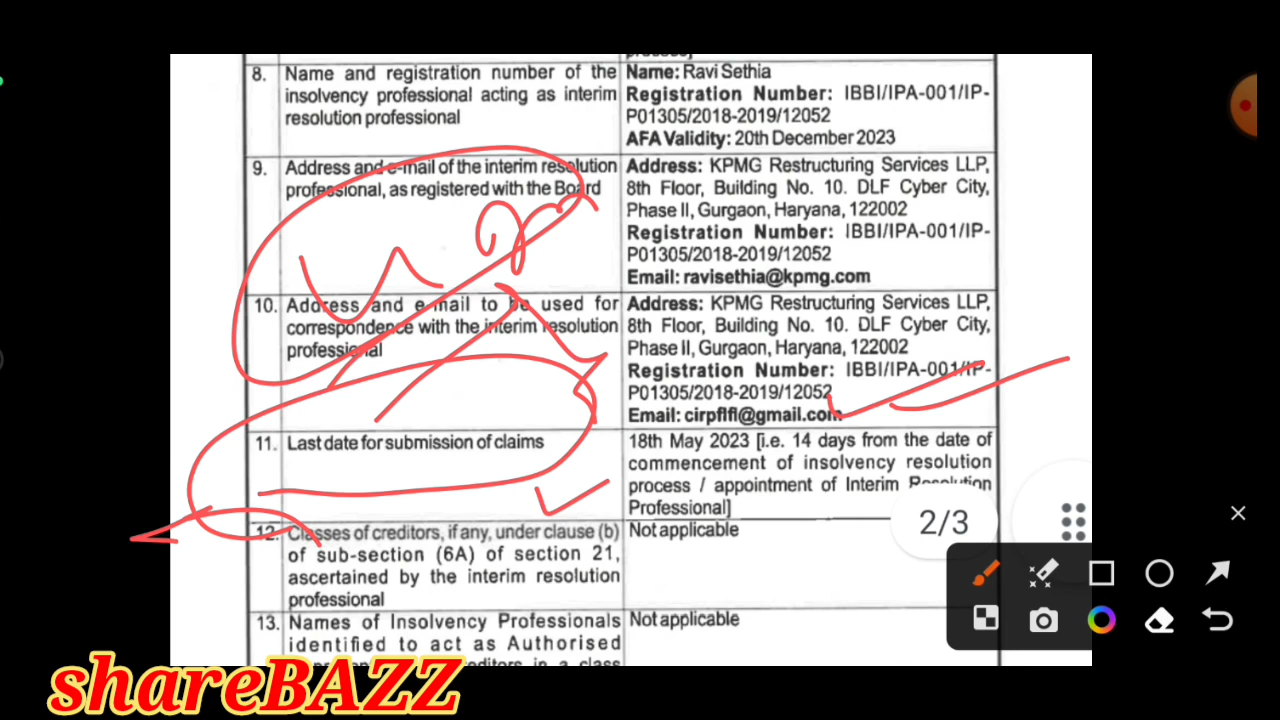 8. Name and registration number of the
insolvency professional acting as interim
resolution professional
Name: Ravi Sethia
Registration Number: IBBI/IPA-001/IP-
P01305/2018-2019/12052
AFA Validity: 20th December 2023
9. Address and e-mail of the interim resolution
professional, as registered with the Board
Address: KPMG Restructuring Services LLP,
8th Floor, Building No. 10. DLF Cyber City,
Phase II, Gurgaon, Haryana, 122002
Registration Number: IBBI/IPA-001/IP-
P01305/2018-2019/12052
Email: ravisethia@kpmg.com
10. Address and e-mail to be used for
correspondence with the interim resolution
professional
Address: KPMG Restructuring Services LLP,
8th Floor, Building No. 10. DLF Cyber City,
Phase II, Gurgaon, Haryana, 122002
Registration Number: IBBI/IPA-001/IP-
P01305/2018-2019/12052
Email: cirpflfl@gmail.com
11. Last date for submission of claims
18th May 2023 [i.e. 14 days from the date of
commencement of insolvency resolution
process / appointment of Interim Resolution
Professional]
12. Classes of creditors, if any, under clause (b)
of sub-section (6A) of section 21,
ascertained by the interim resolution
professional
Not applicable
13. Names of Insolvency Professionals
identified to act as Authorised
creditors in a class
Not applicable
2/3
shareBAZZ